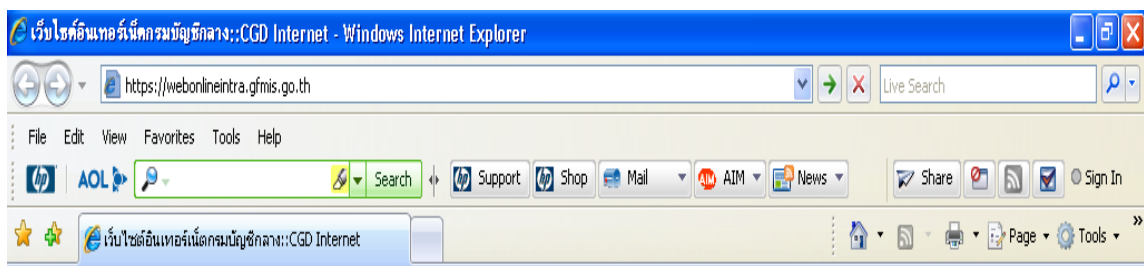 เว็บไซต์อินเทอร์เน็ตกรมบัญชีกลาง::CGD Internet - Windows Internet Explorer
https://webonlineintra.gfmis.go.th Live Search
File Edit View Favorites Tools Help
hp AOL Search hp Support hp Shop Mail AIM AIM News Share Sign In
เว็บไซต์อินเทอร์เน็ตกรมบัญชีกลาง::CGD Internet Page Tools »